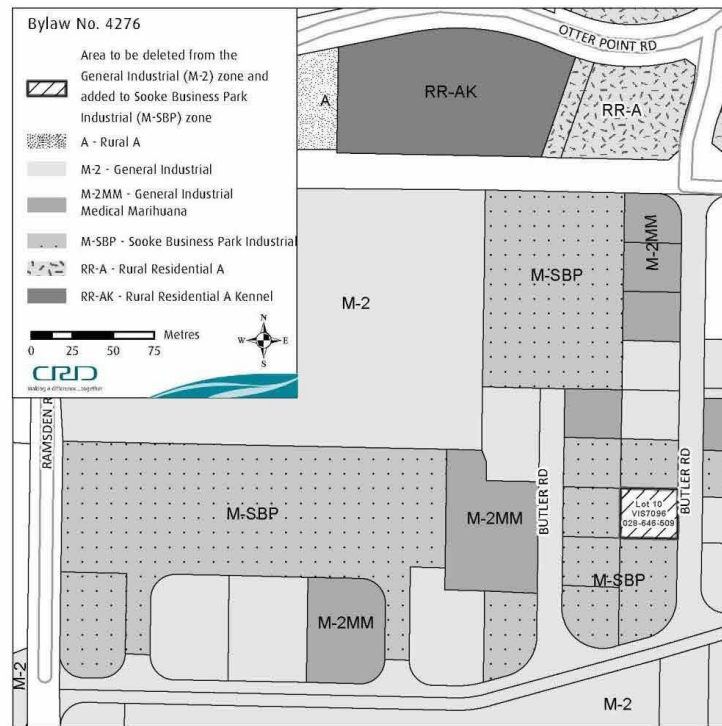 Bylaw No. 4276
Area to be deleted from the
General Industrial (M-2) zone and
added to Sooke Business Park
Industrial (M-SBP) zone
A - Rural A
M-2 - General Industrial
M-2MM - General Industrial
Medical Marihuana
M-SBP - Sooke Business Park Industrial
RR-A - Rural Residential A
RR-AK - Rural Residential A Kennel
Metres
0 25 50 75
N
W E
S
CRD
Making a difference...together
OTTER POINT RD
A
RR-AK
RR-A
M-2
M-SBP
M-2MM
RAMSDEN R
BUTLER RD
BUTLER RD
Lot 10
VIS7096
028-646-509
M-SBP
M-2MM
M-SBP
M-2MM
M-2
M-2